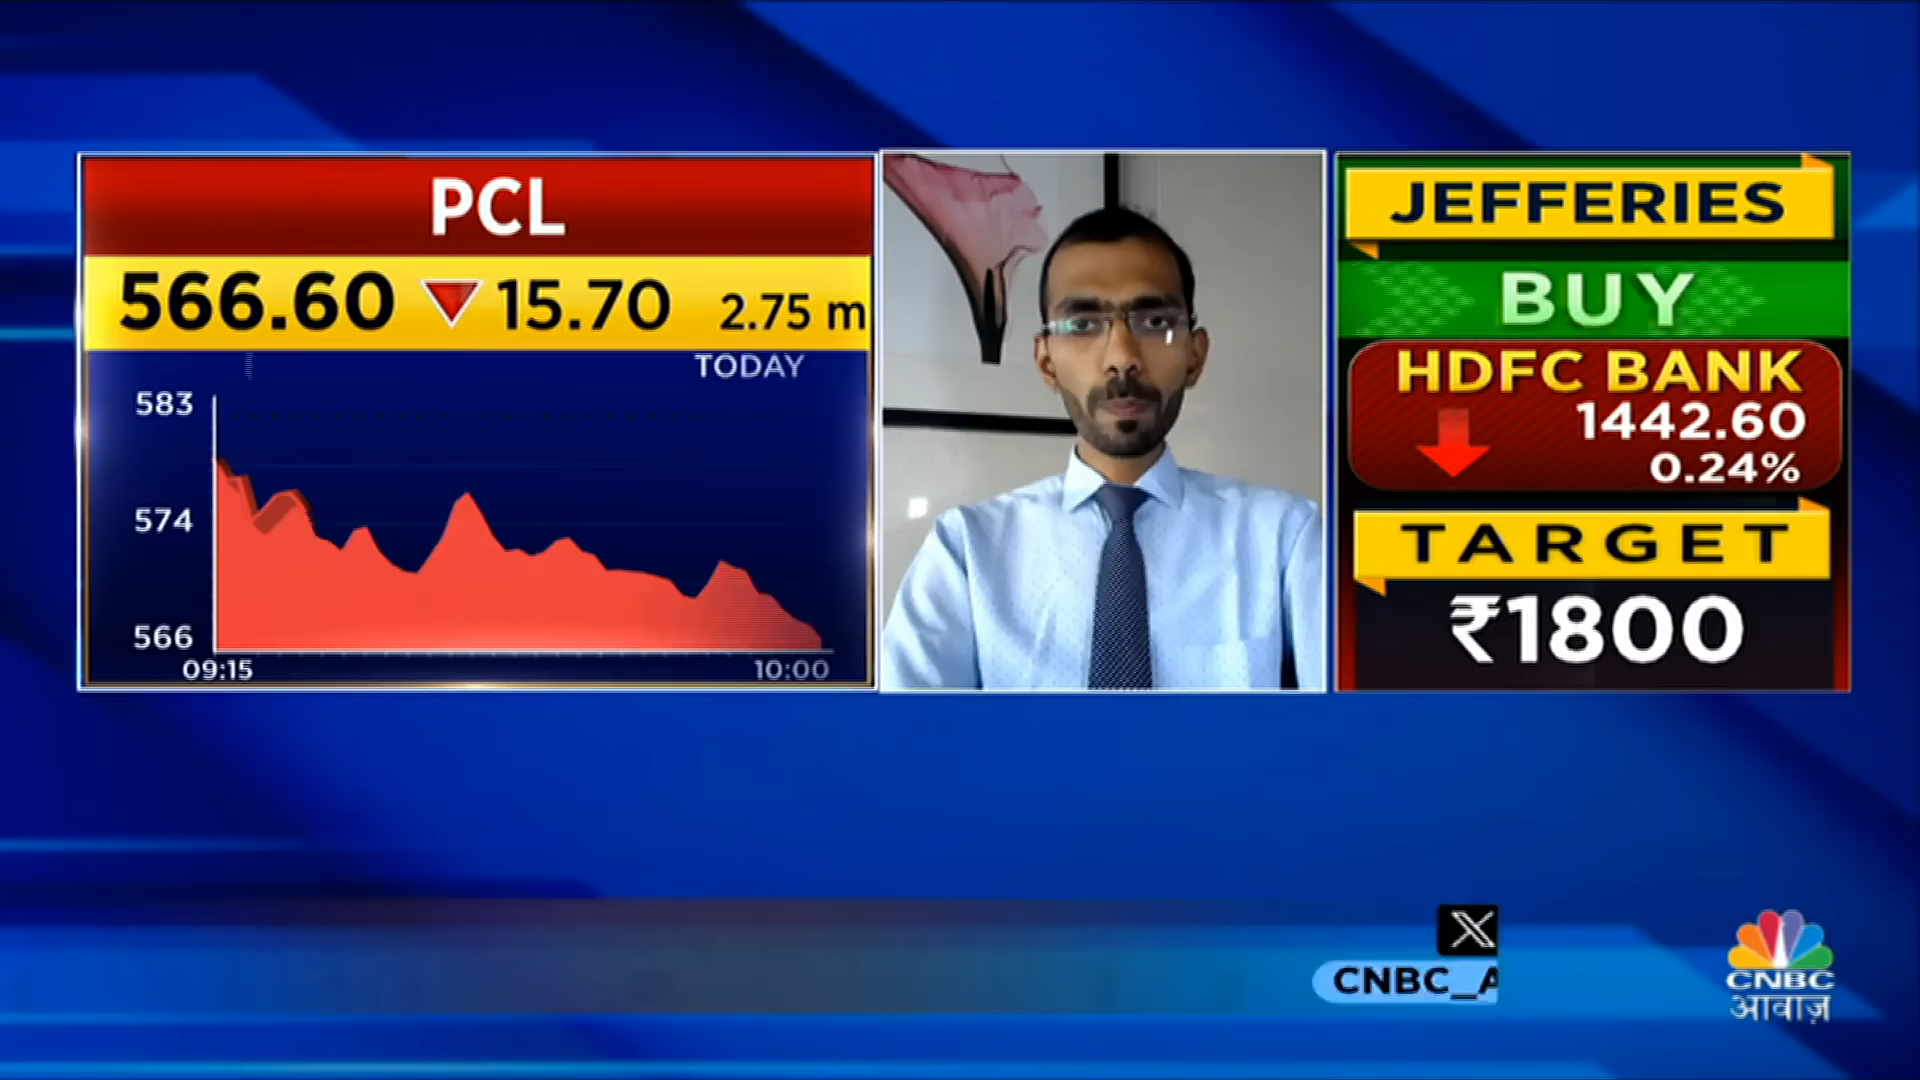 PCL
566.60 15.70 2.75 m
TODAY
583
574
566
09:15 10:00
JEFFERIES
BUY
HDFC BANK
1442.60
0.24%
TARGET
₹1800
X
CNBC_A
CNBC
आवाज़